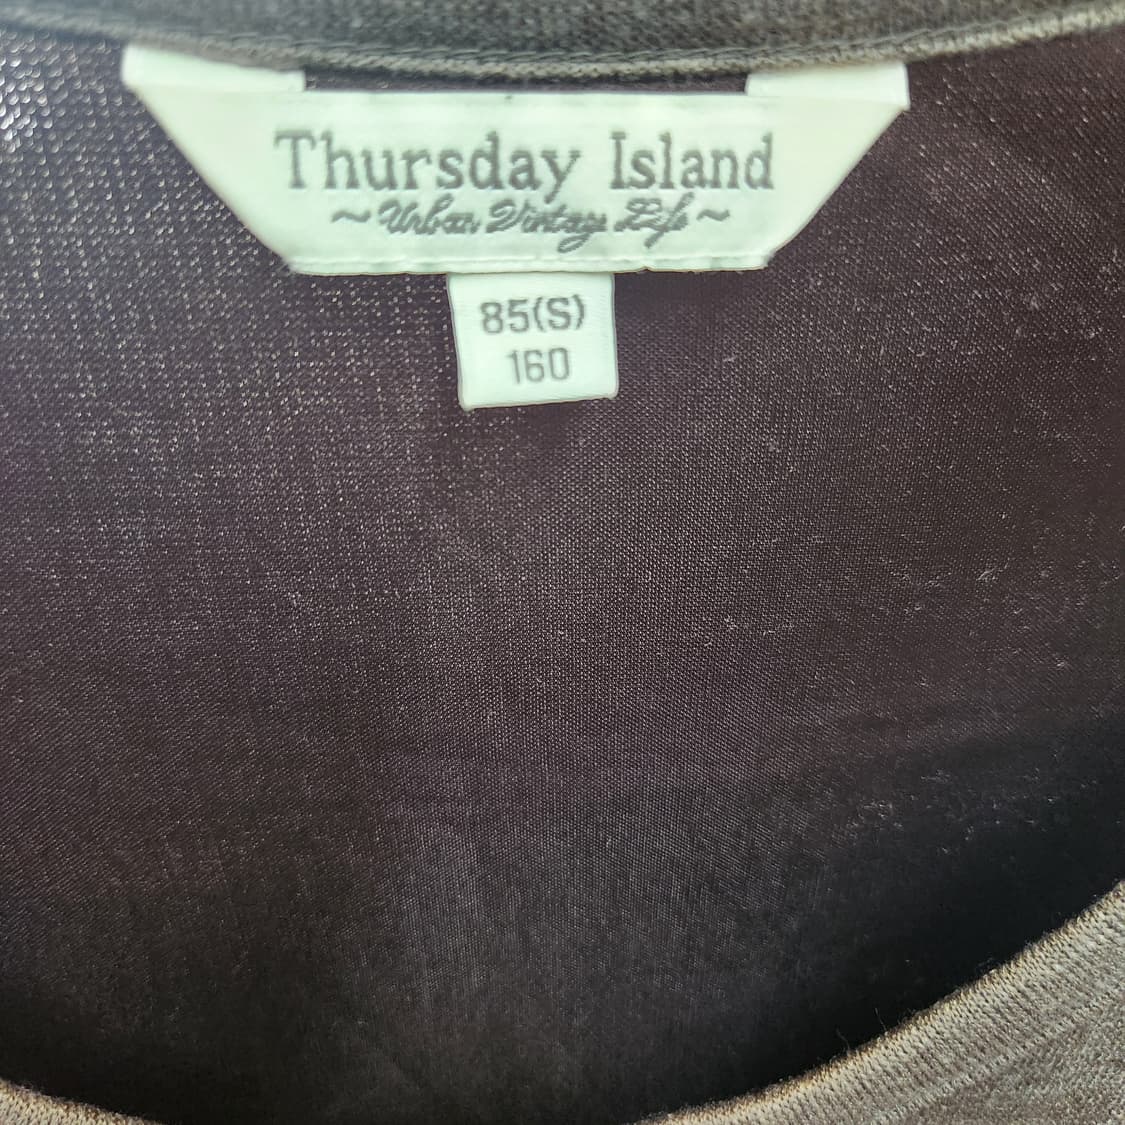 Thursday Island
~Urban Vintage Life~
85(S)
160